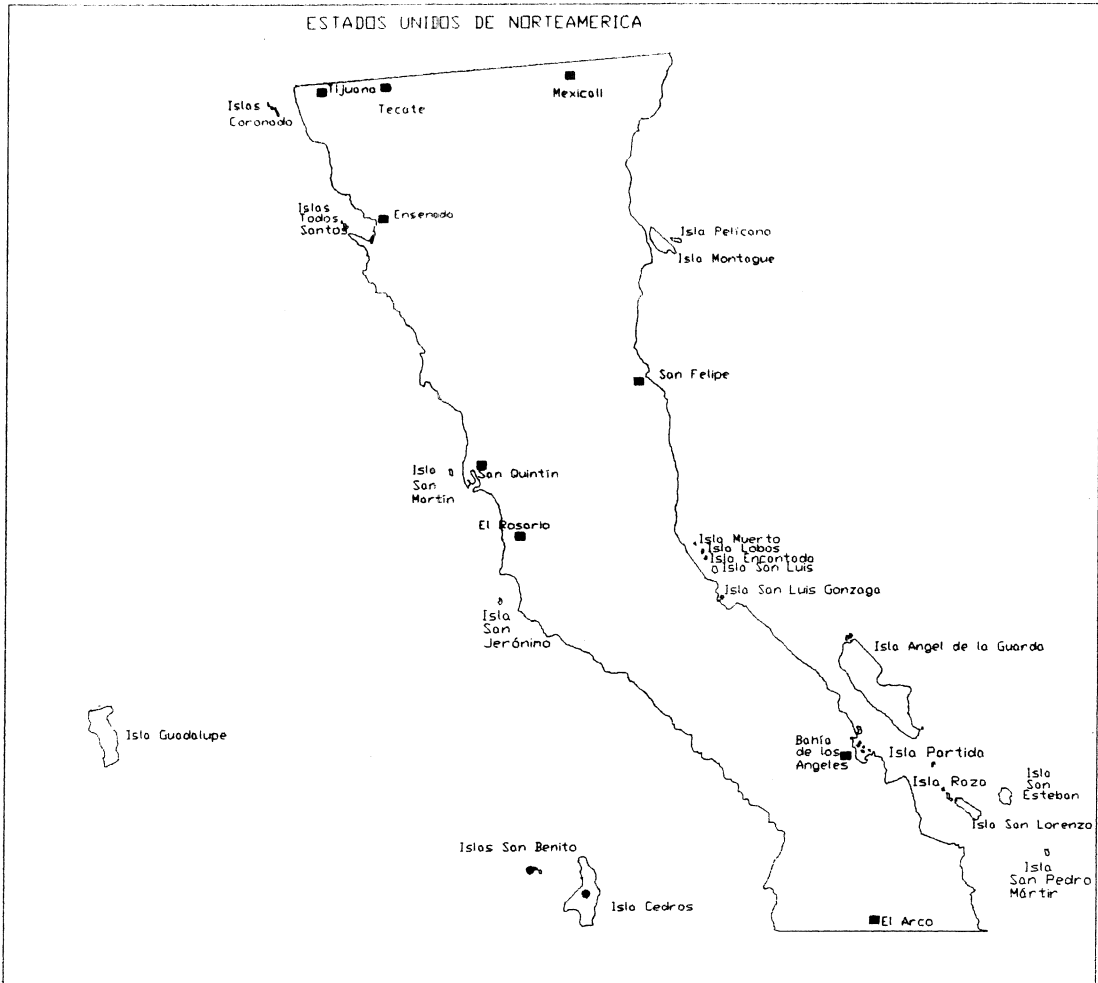 ESTADOS UNIDOS DE NORTEAMERICA
Tijuana
Mexicali
Islas
Coronado
Tecate
Islas
Todos
Santos
Ensenada
Isla Pelícano
Isla Montague
San Felipe
Isla
San
Martín
San Quintín
El Rosario
Isla Muerto
Isla Lobos
Isla Encantada
Isla San Luis
Isla San Luis Gonzaga
Isla
San
Jerónimo
Isla Angel de la Guarda
Isla Guadalupe
Bahía
de los
Angeles
Isla Partida
Isla Raza
Isla
San
Esteban
Isla San Lorenzo
Islas San Benito
Isla
San Pedro
Mártir
Isla Cedros
El Arco